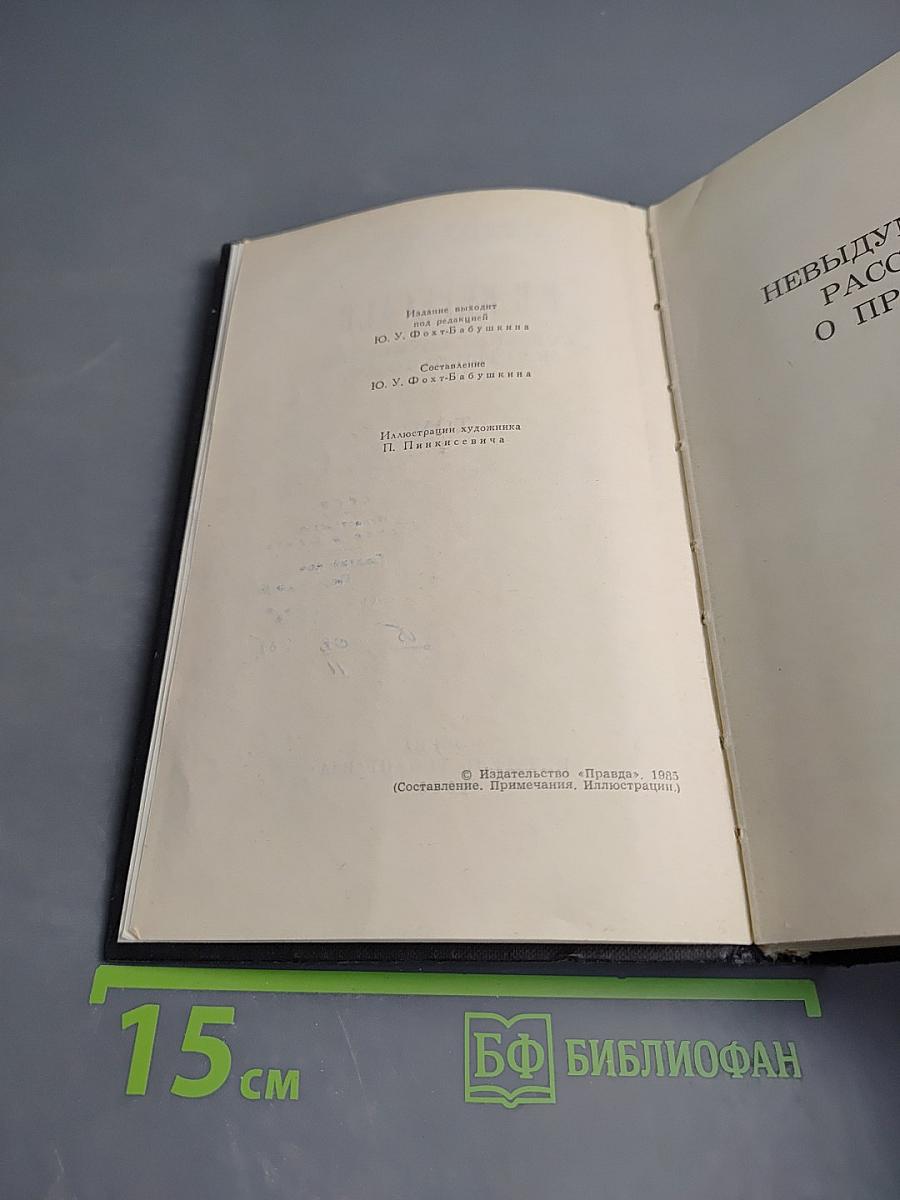 Издание выходит
под редакцией
Ю. У. Фохт-Бабушкина
Составление
Ю. У. Фохт-Бабушкина
Иллюстрации художника
П. Пинкисевича
© Издательство «Правда», 1985
(Составление. Примечания. Иллюстрации.)
НЕВЫДУ
РАСС
О ПР
15 см
БФ БИБЛИОФАН